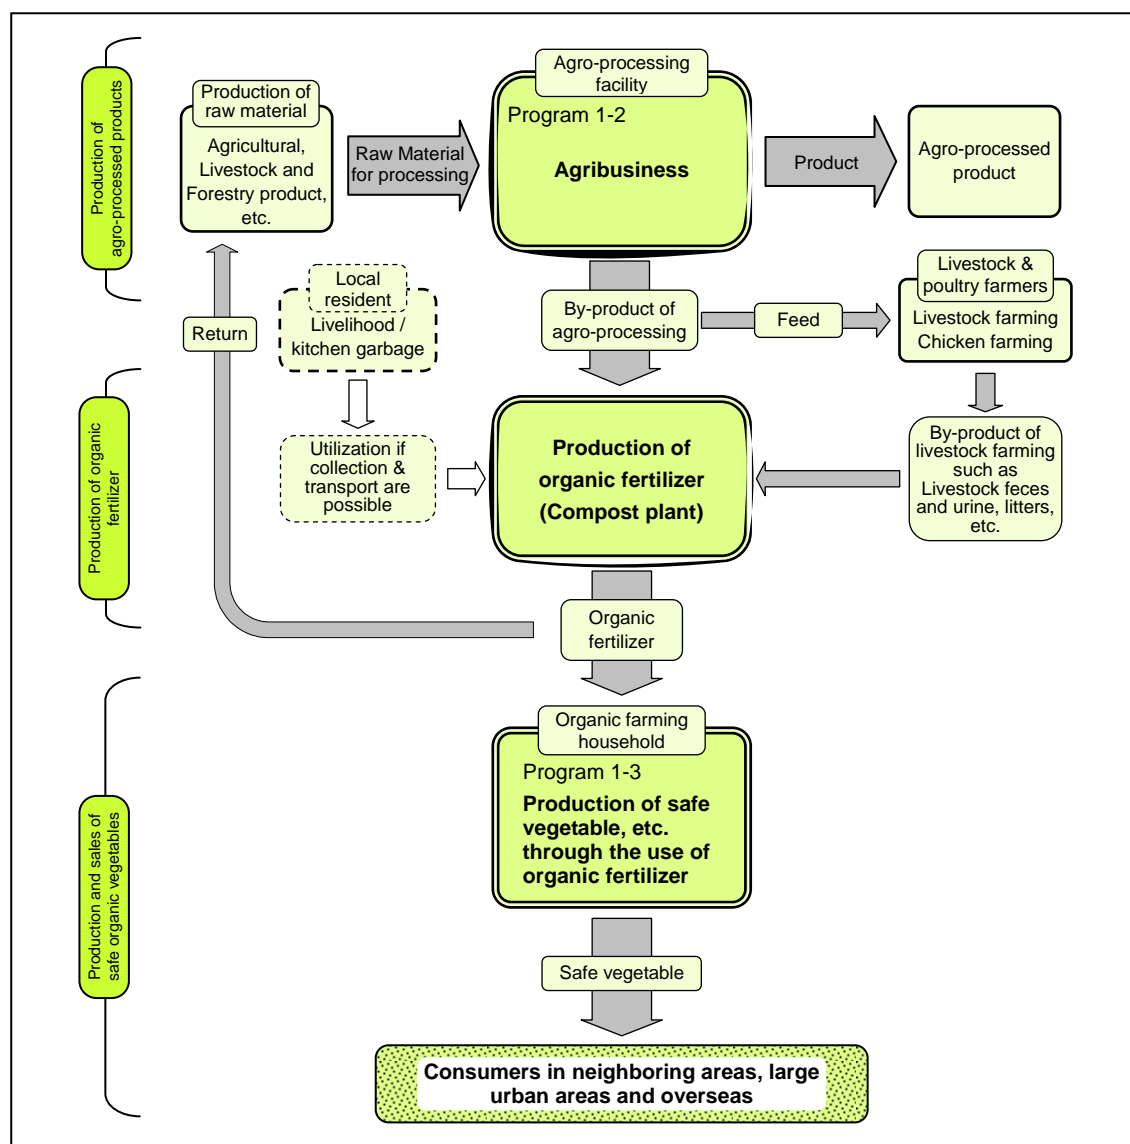 Production of
agro-processed products
Production of
raw material
Agricultural,
Livestock and
Forestry product,
etc.
Raw Material
for processing
Agro-processing
facility
Program 1-2
Agribusiness
Product
Agro-processed
product
Return
Local
resident
Livelihood /
kitchen garbage
By-product of
agro-processing
Feed
Livestock &
poultry farmers
Livestock farming
Chicken farming
Production of organic
fertilizer
Utilization if
collection &
transport are
possible
Production of
organic fertilizer
(Compost plant)
By-product of
livestock farming
such as
Livestock feces
and urine, litters,
etc.
Organic
fertilizer
Production and sales of
safe organic vegetables
Organic farming
household
Program 1-3
Production of safe
vegetable, etc.
through the use of
organic fertilizer
Safe vegetable
Consumers in neighboring areas, large
urban areas and overseas